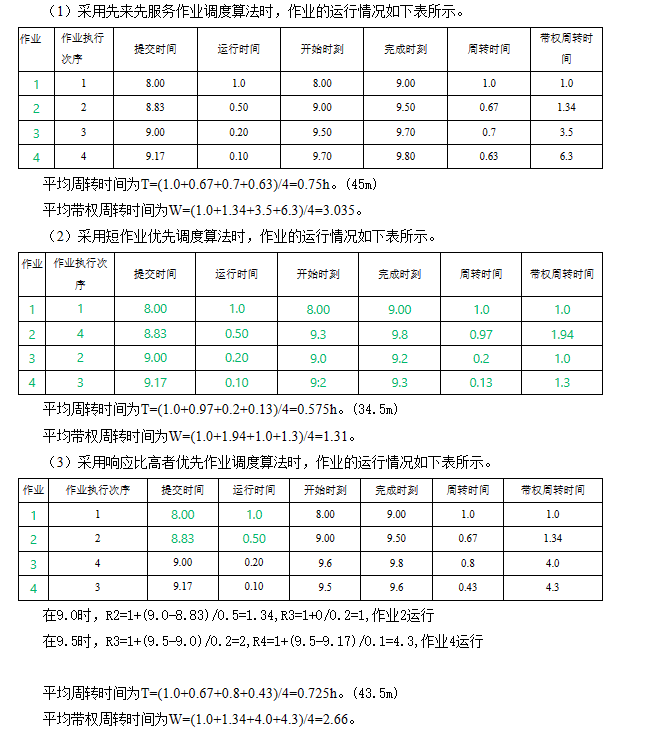 （1）采用先来先服务作业调度算法时，作业的运行情况如下表所示。
作业 作业执行次序 提交时间 运行时间 开始时刻 完成时刻 周转时间 带权周转时间
1 1 8.00 1.0 8.00 9.00 1.0 1.0
2 2 8.83 0.50 9.00 9.50 0.67 1.34
3 3 9.00 0.20 9.50 9.70 0.7 3.5
4 4 9.17 0.10 9.70 9.80 0.63 6.3
平均周转时间为T=(1.0+0.67+0.7+0.63)/4=0.75h。(45m)
平均带权周转时间为W=(1.0+1.34+3.5+6.3)/4=3.035。
（2）采用短作业优先调度算法时，作业的运行情况如下表所示。
作业 作业执行次序 提交时间 运行时间 开始时刻 完成时刻 周转时间 带权周转时间
1 1 8.00 1.0 8.00 9.00 1.0 1.0
2 4 8.83 0.50 9.3 9.8 0.97 1.94
3 2 9.00 0.20 9.0 9.2 0.2 1.0
4 3 9.17 0.10 9:2 9.3 0.13 1.3
平均周转时间为T=(1.0+0.97+0.2+0.13)/4=0.575h。(34.5m)
平均带权周转时间为W=(1.0+1.94+1.0+1.3)/4=1.31。
（3）采用响应比高者优先作业调度算法时，作业的运行情况如下表所示。
作业 作业执行次序 提交时间 运行时间 开始时刻 完成时刻 周转时间 带权周转时间
1 1 8.00 1.0 8.00 9.00 1.0 1.0
2 2 8.83 0.50 9.00 9.50 0.67 1.34
3 4 9.00 0.20 9.6 9.8 0.8 4.0
4 3 9.17 0.10 9.5 9.6 0.43 4.3
在9.0时，R2=1+(9.0-8.83)/0.5=1.34,R3=1+0/0.2=1,作业2运行
在9.5时，R3=1+(9.5-9.0)/0.2=2,R4=1+(9.5-9.17)/0.1=4.3,作业4运行
平均周转时间为T=(1.0+0.67+0.8+0.43)/4=0.725h。(43.5m)
平均带权周转时间为W=(1.0+1.34+4.0+4.3)/4=2.66。